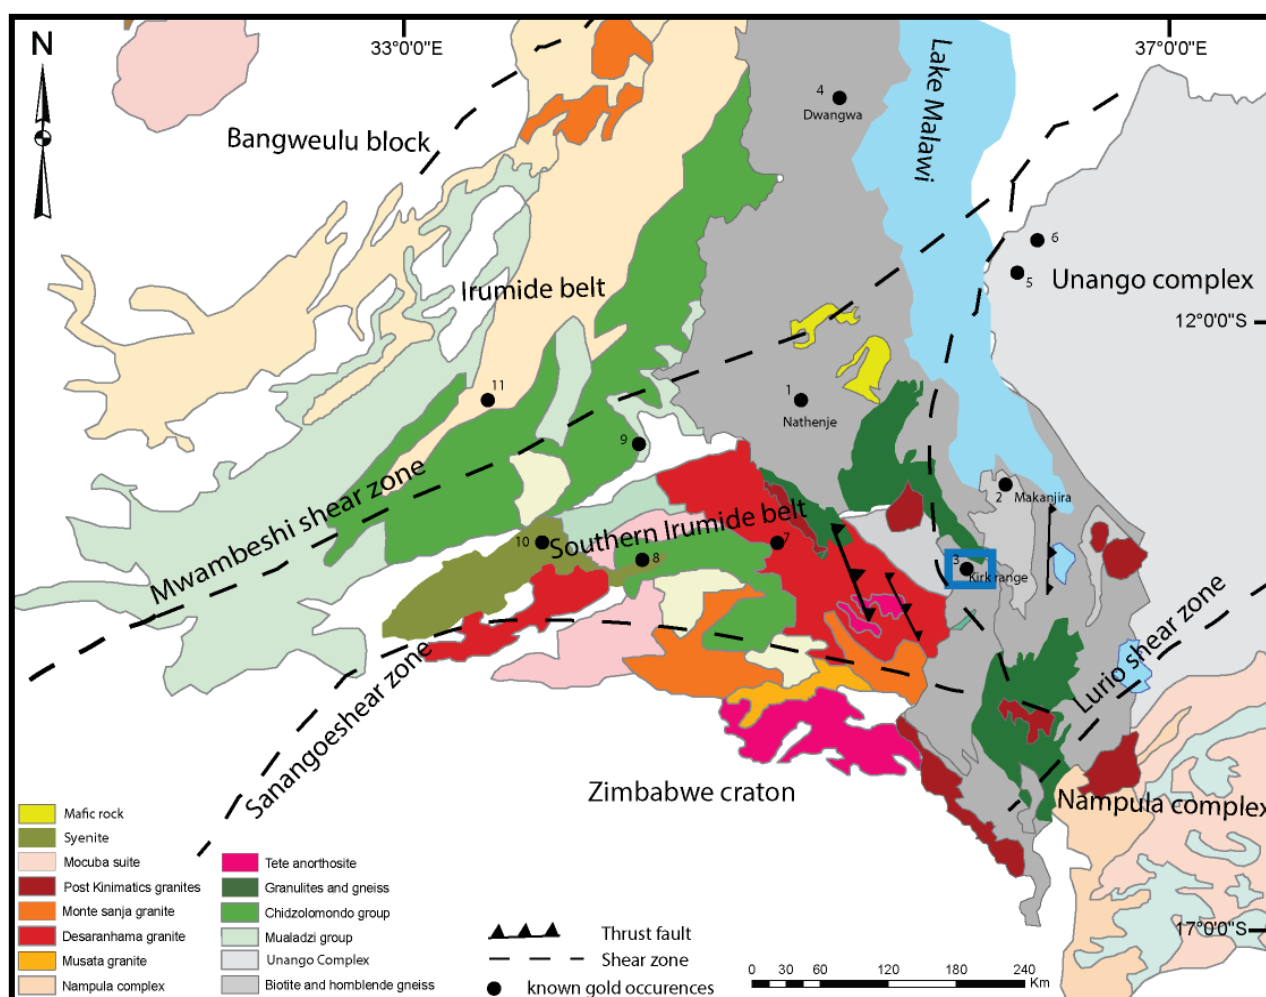 33°0'0"E
37°0'0"E
N
Lake Malawi
4
Dwangwa
Bangweulu block
6
5
Unango complex
Irumide belt
12°0'0"S
11
1
Nathenje
9
Mwambeshi shear zone
2
Makanjira
Southern Irumide belt
10
7
8
3
Kirk range
Sanangoeshear zone
Lurio shear zone
Zimbabwe craton
Nampula complex
Mafic rock
Syenite
Mocuba suite
Post Kinimatics granites
Monte sanja granite
Desaranhama granite
Musata granite
Nampula complex
Tete anorthosite
Granulites and gneiss
Chidzolomondo group
Mualadzi group
Unango Complex
Biotite and homblende gneiss
Thrust fault
Shear zone
known gold occurences
17°0'0"S
0 30 60 120 180 240
Km